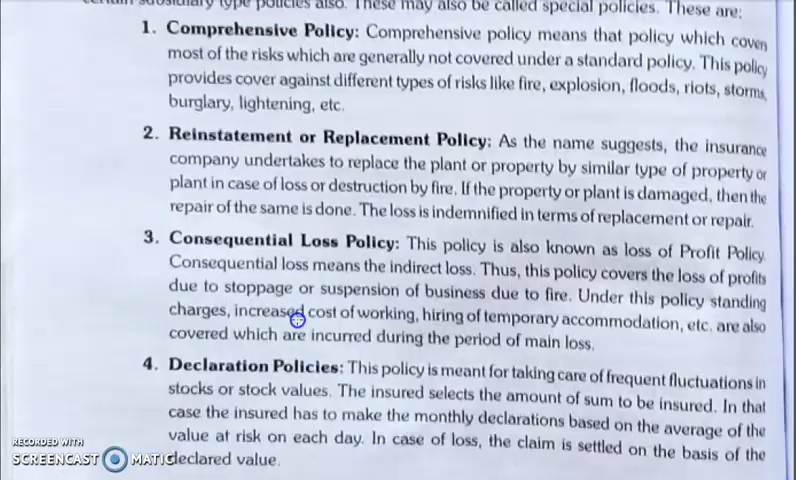 certain subsidiary type policies also. These may also be called special policies. These are:
1. Comprehensive Policy: Comprehensive policy means that policy which covers
most of the risks which are generally not covered under a standard policy. This policy
provides cover against different types of risks like fire, explosion, floods, riots, storms,
burglary, lightening, etc.
2. Reinstatement or Replacement Policy: As the name suggests, the insurance
company undertakes to replace the plant or property by similar type of property or
plant in case of loss or destruction by fire. If the property or plant is damaged, then the
repair of the same is done. The loss is indemnified in terms of replacement or repair.
3. Consequential Loss Policy: This policy is also known as loss of Profit Policy.
Consequential loss means the indirect loss. Thus, this policy covers the loss of profits
due to stoppage or suspension of business due to fire. Under this policy standing
charges, increased cost of working, hiring of temporary accommodation, etc. are also
covered which are incurred during the period of main loss.
4. Declaration Policies: This policy is meant for taking care of frequent fluctuations in
stocks or stock values. The insured selects the amount of sum to be insured. In that
case the insured has to make the monthly declarations based on the average of the
value at risk on each day. In case of loss, the claim is settled on the basis of the
declared value.
RECORDED WITH
SCREENCAST MATIC